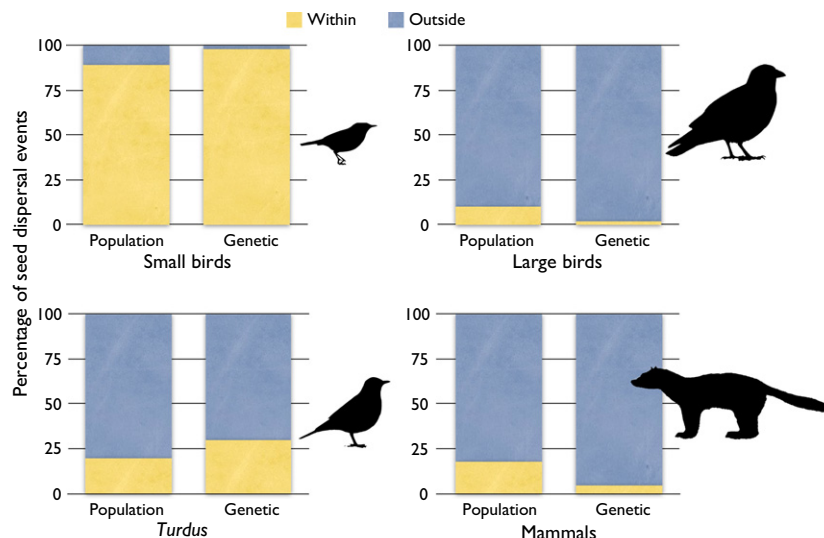 Within Outside
Percentage of seed dispersal events
100
75
50
25
0
Population Genetic
Small birds
100
75
50
25
0
Population Genetic
Large birds
100
75
50
25
0
Population Genetic
Turdus
100
75
50
25
0
Population Genetic
Mammals